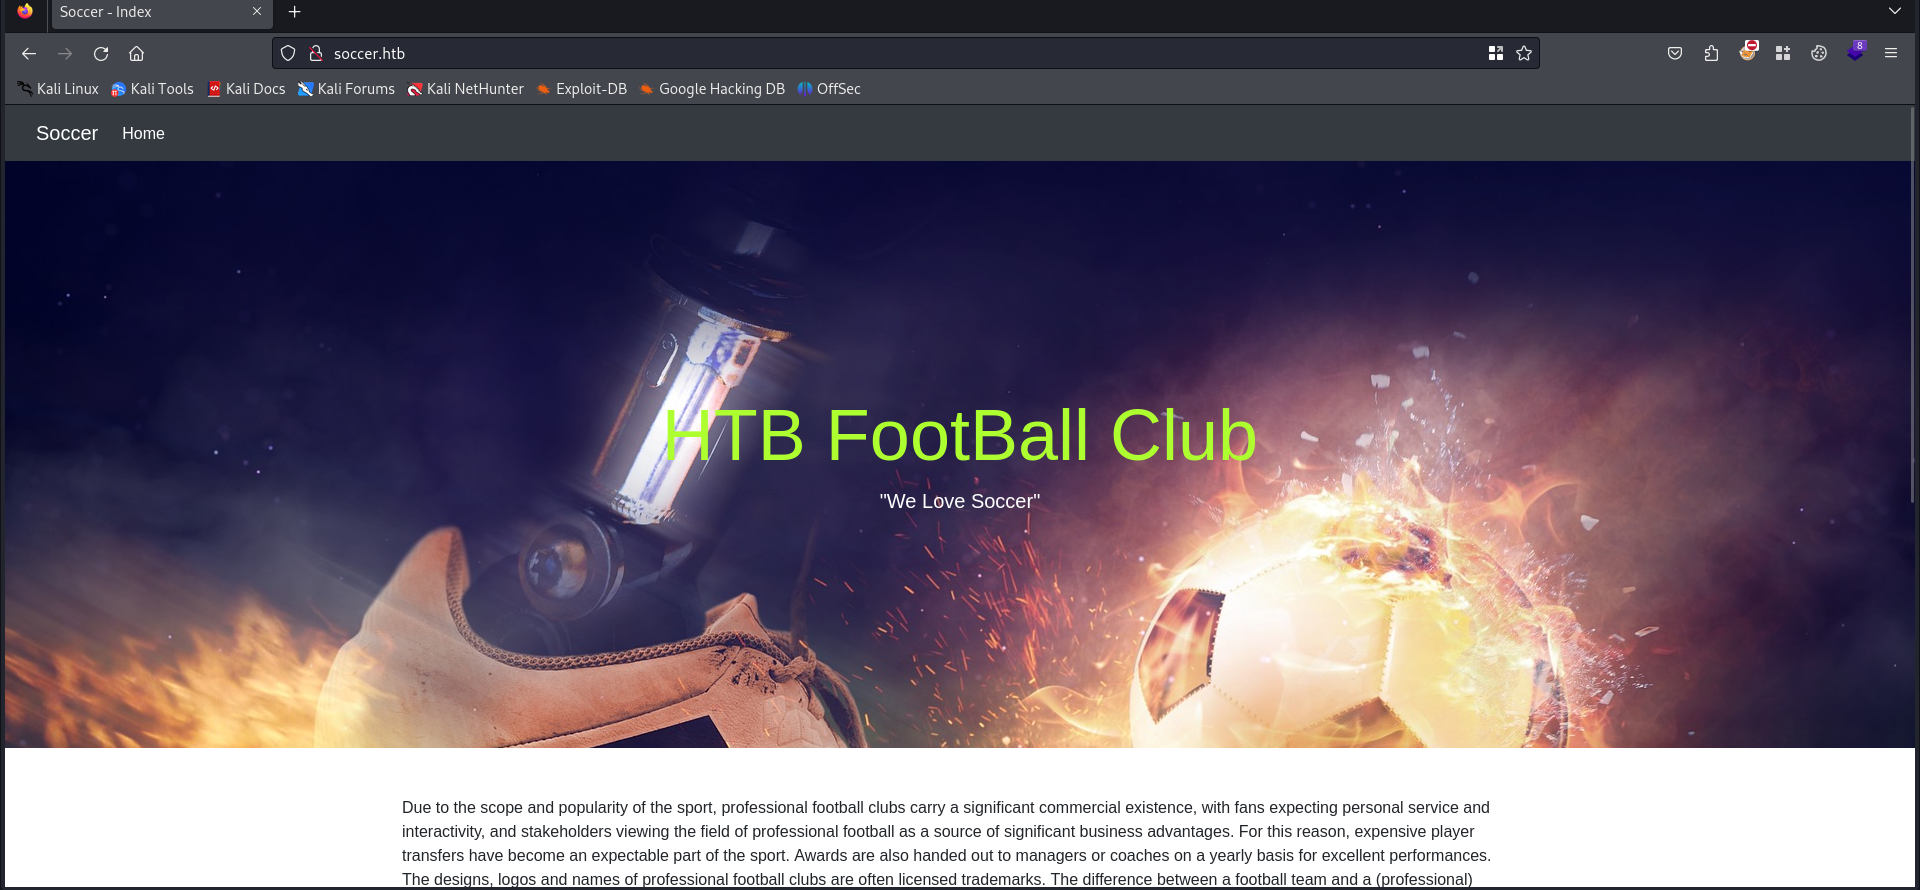 Soccer - Index
soccer.htb
8
Kali Linux Kali Tools Kali Docs Kali Forums Kali NetHunter Exploit-DB Google Hacking DB OffSec
Soccer Home
HTB FootBall Club
"We Love Soccer"
Due to the scope and popularity of the sport, professional football clubs carry a significant commercial existence, with fans expecting personal service and
interactivity, and stakeholders viewing the field of professional football as a source of significant business advantages. For this reason, expensive player
transfers have become an expectable part of the sport. Awards are also handed out to managers or coaches on a yearly basis for excellent performances.
The designs, logos and names of professional football clubs are often licensed trademarks. The difference between a football team and a (professional)